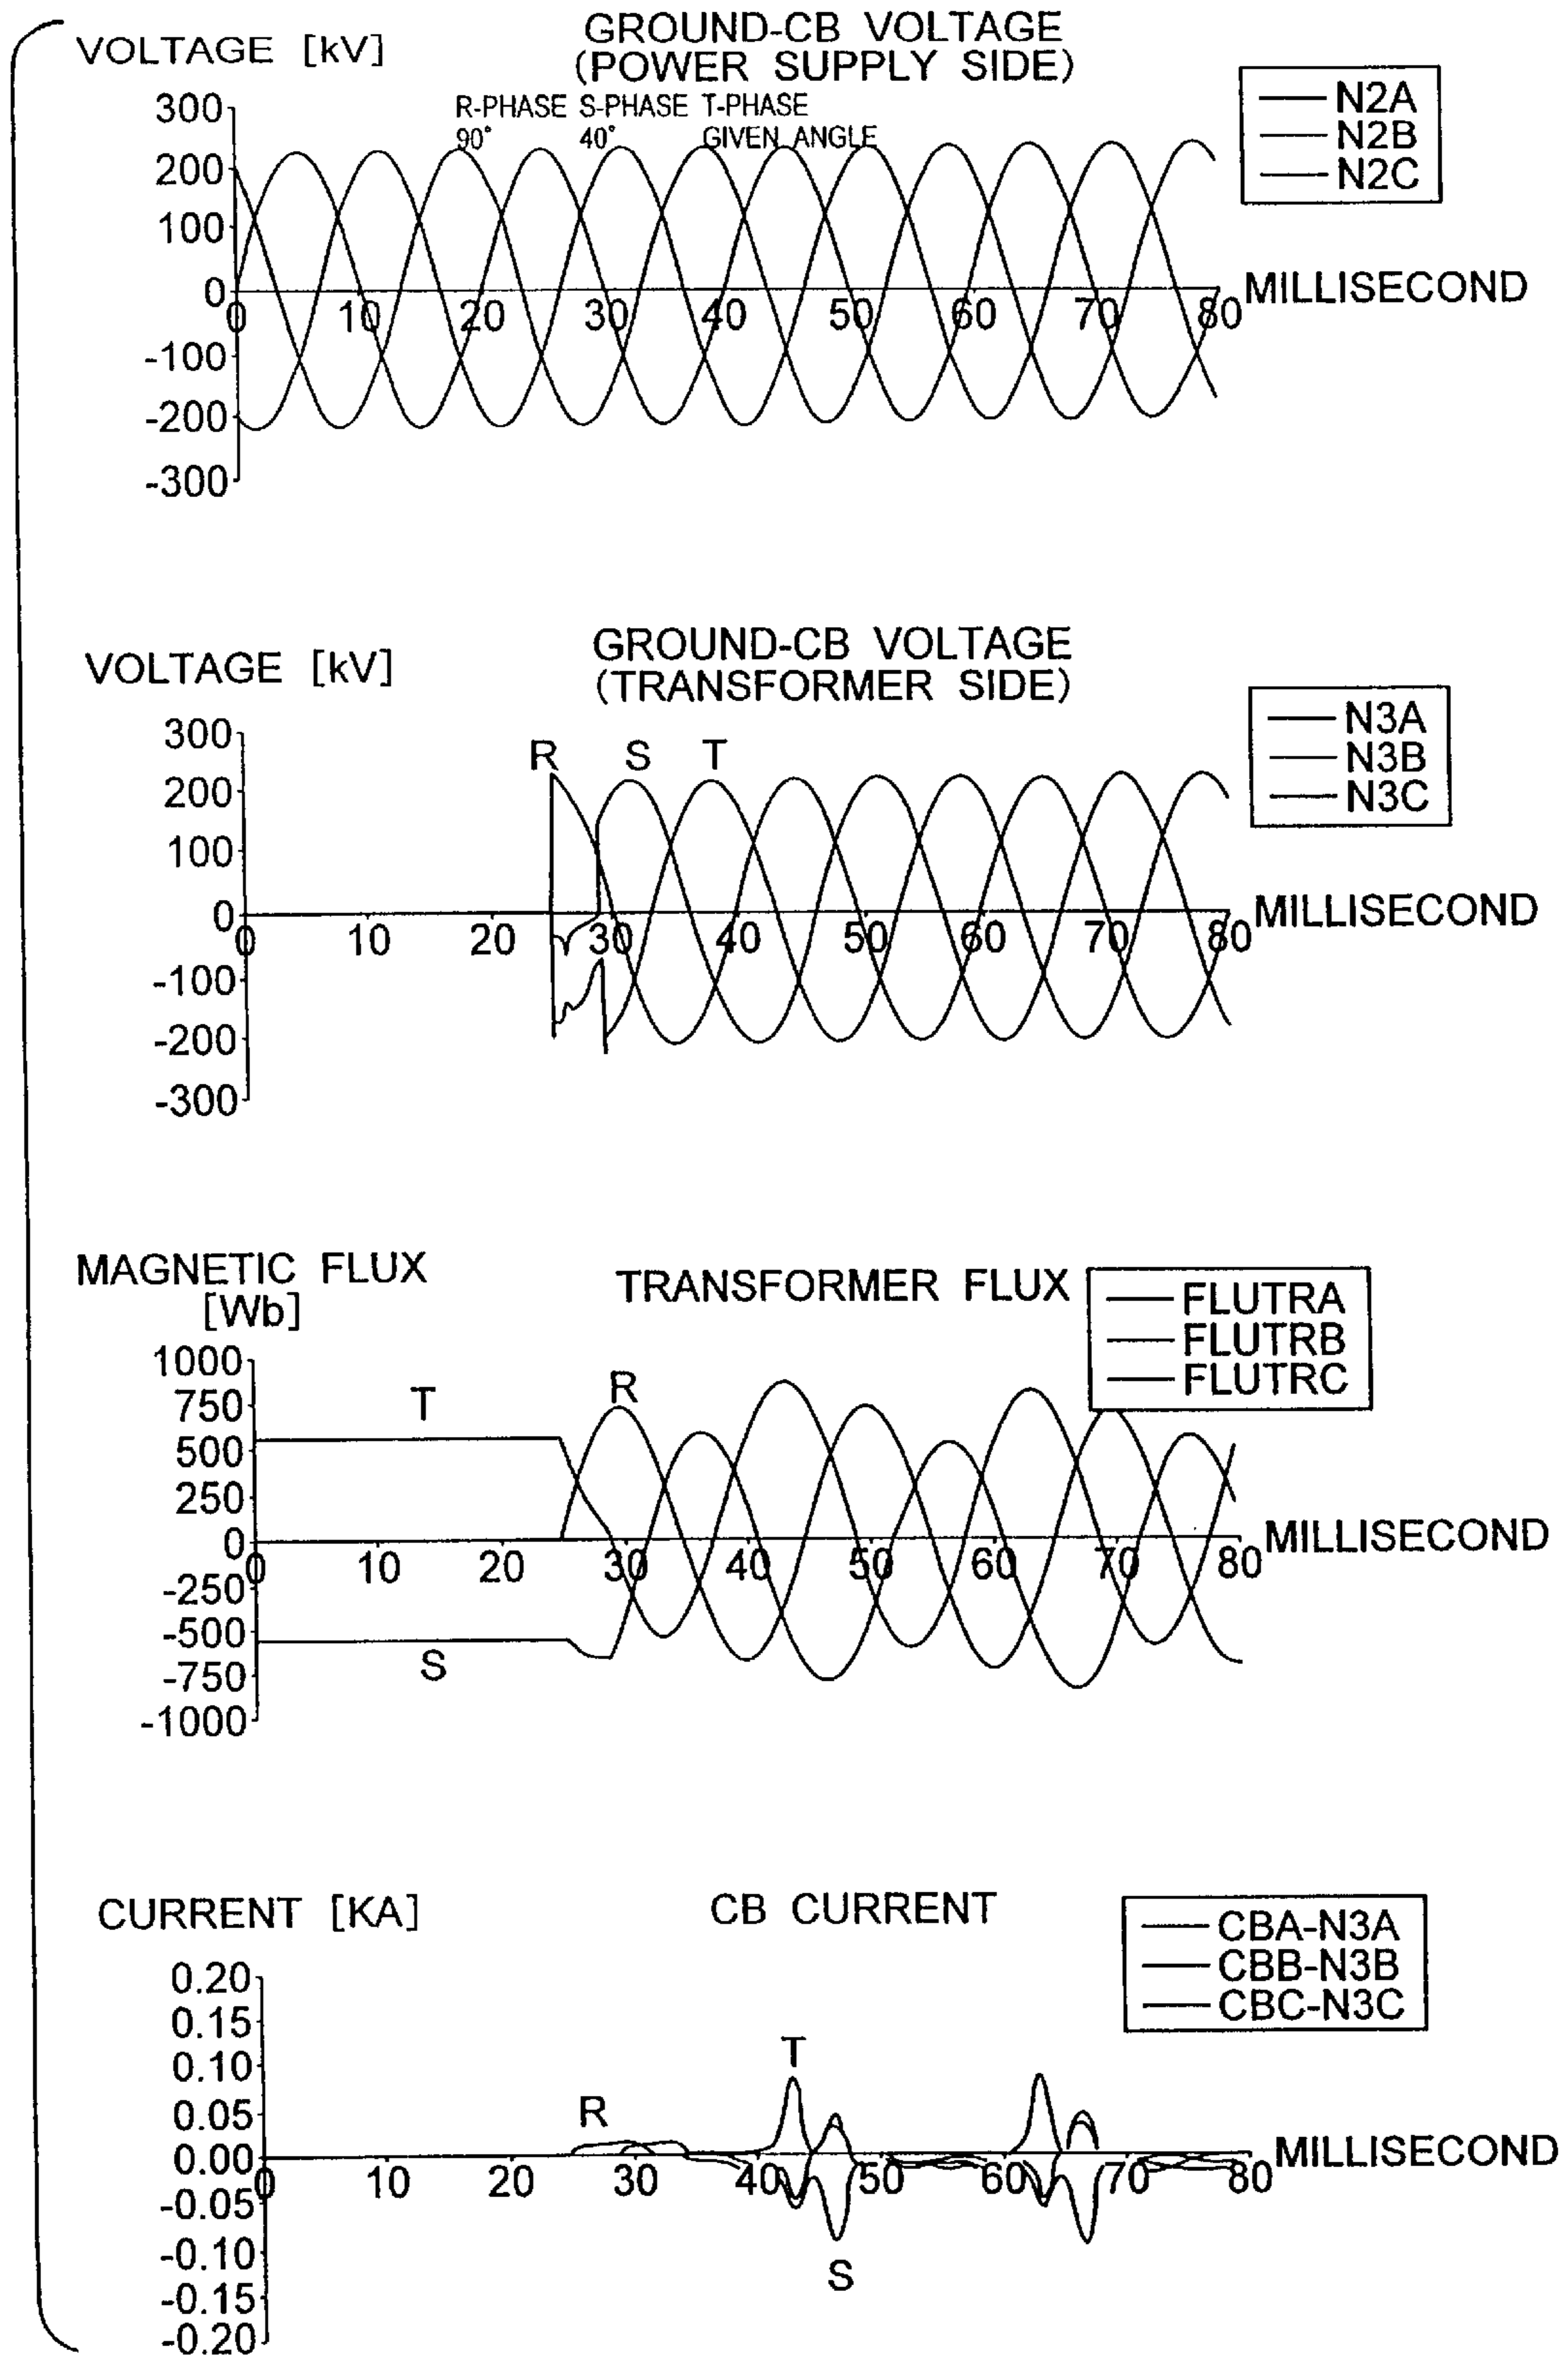 VOLTAGE [kV]
GROUND-CB VOLTAGE
(POWER SUPPLY SIDE)
R-PHASE S-PHASE T-PHASE
90° 40° GIVEN ANGLE
N2A
N2B
N2C
300
200
100
0
-100
-200
-300
0 10 20 30 40 50 60 70 80
MILLISECOND
VOLTAGE [kV]
GROUND-CB VOLTAGE
(TRANSFORMER SIDE)
N3A
N3B
N3C
R S T
300
200
100
0
-100
-200
-300
0 10 20 30 40 50 60 70 80
MILLISECOND
MAGNETIC FLUX
[Wb]
TRANSFORMER FLUX
FLUTRA
FLUTRB
FLUTRC
T
R
S
1000
750
500
250
0
-250
-500
-750
-1000
0 10 20 30 40 50 60 70 80
MILLISECOND
CURRENT [KA]
CB CURRENT
CBA-N3A
CBB-N3B
CBC-N3C
T
R
S
0.20
0.15
0.10
0.05
0.00
-0.05
-0.10
-0.15
-0.20
0 10 20 30 40 50 60 70 80
MILLISECOND